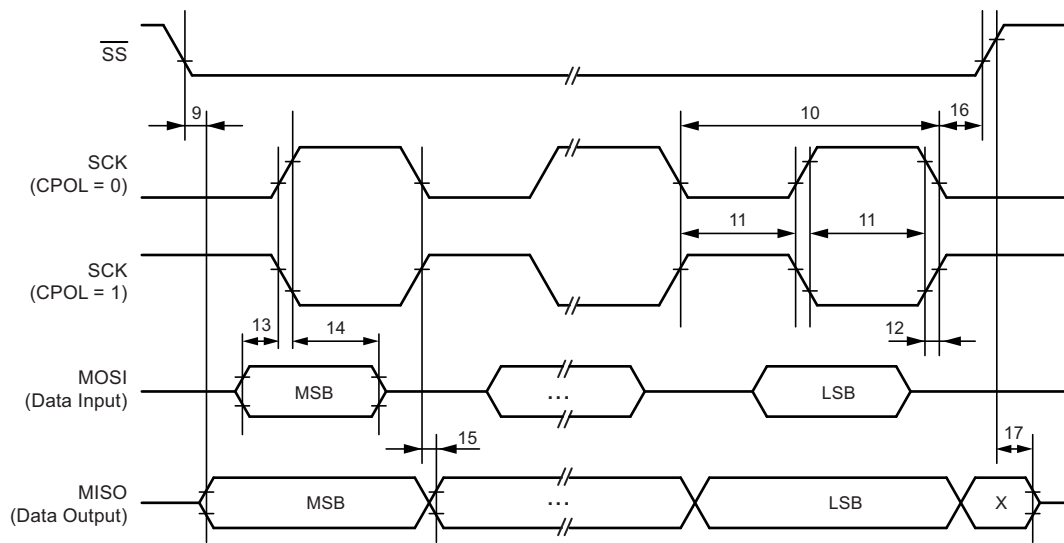 SS
9
10
16
SCK
(CPOL = 0)
11
11
SCK
(CPOL = 1)
13
14
12
MOSI
(Data Input)
MSB
...
LSB
15
17
MISO
(Data Output)
MSB
...
LSB
X